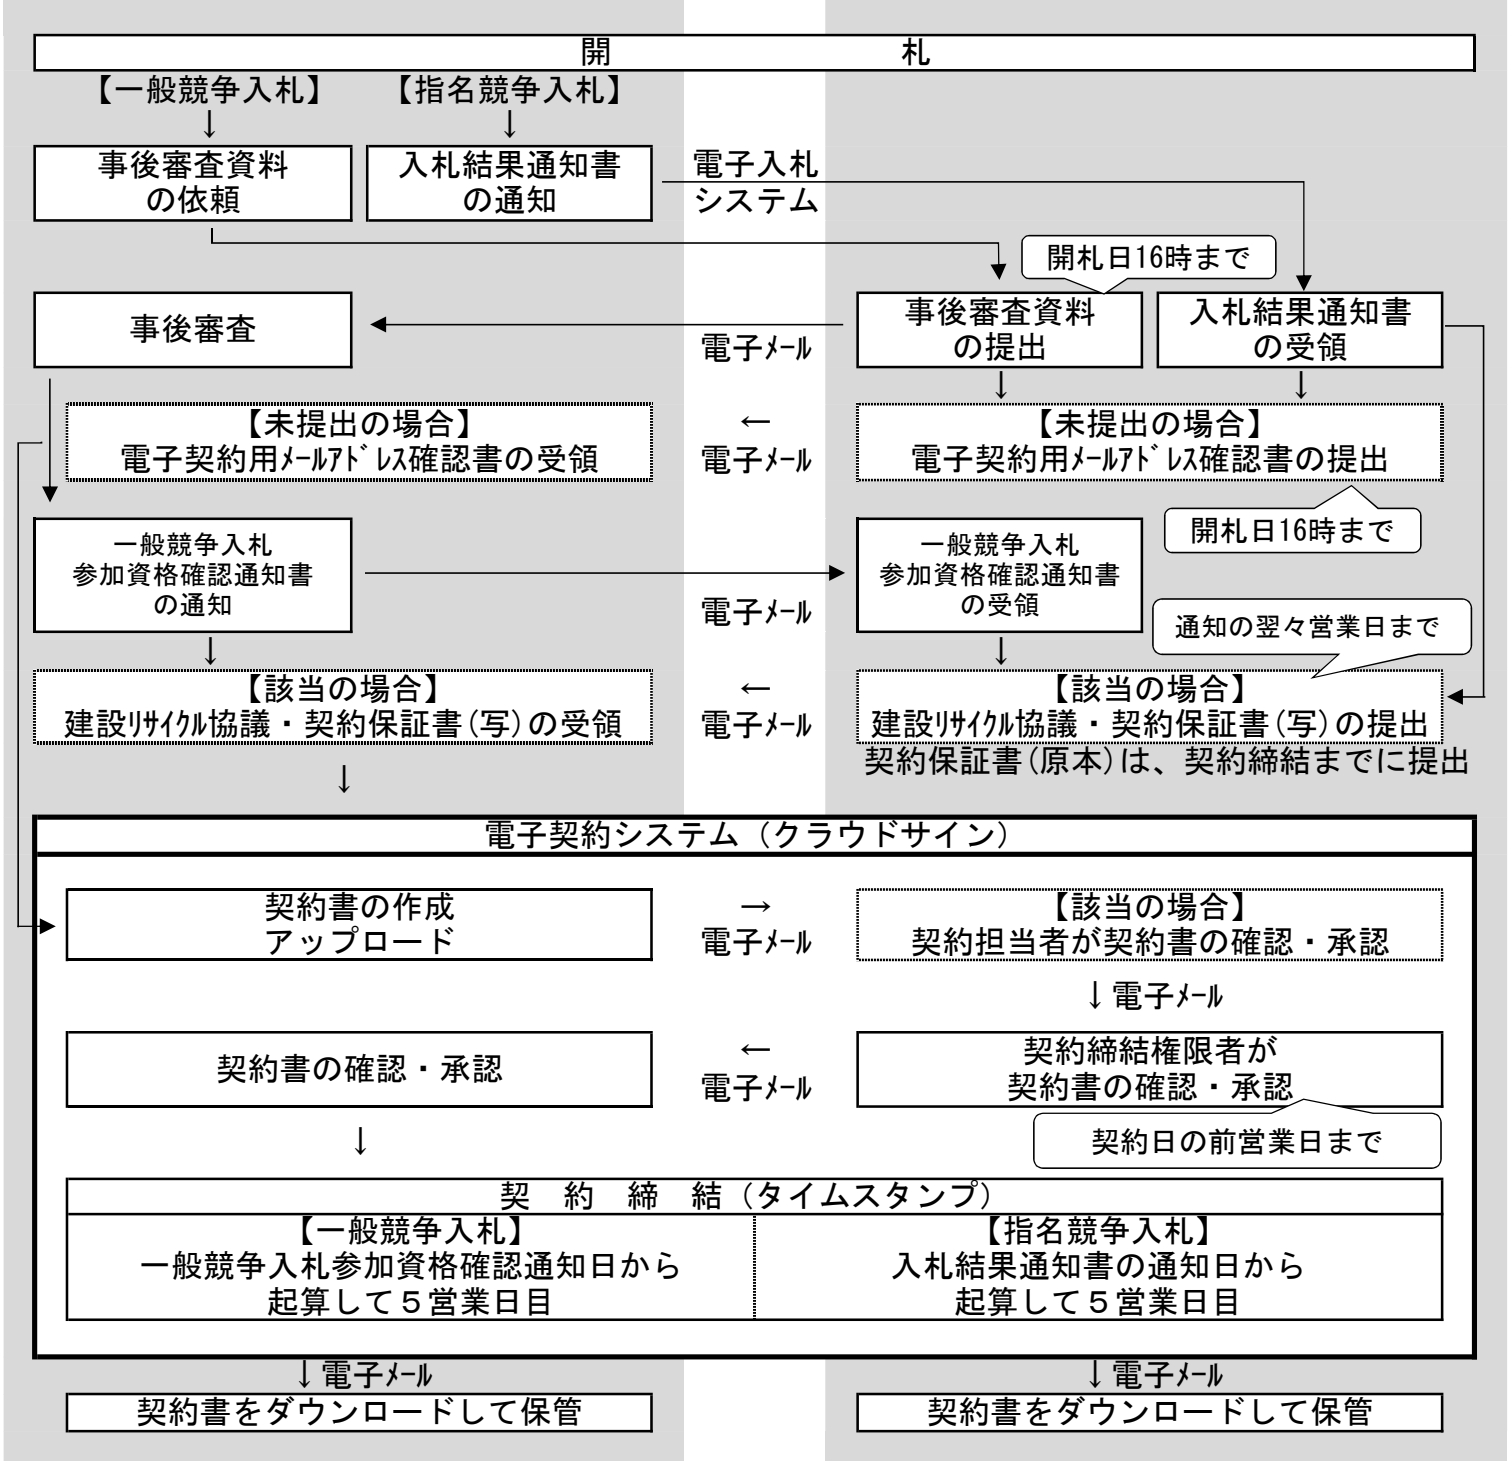 開　　　　　札
【一般競争入札】
【指名競争入札】
↓
↓
事後審査資料
の依頼
入札結果通知書
の通知
電子入札
システム
開札日16時まで
事後審査
電子ﾒｰﾙ
事後審査資料
の提出
入札結果通知書
の受領
↓
↓
【未提出の場合】
電子契約用ﾒｰﾙｱﾄﾞﾚｽ確認書の受領
←
電子ﾒｰﾙ
【未提出の場合】
電子契約用ﾒｰﾙｱﾄﾞﾚｽ確認書の提出
開札日16時まで
一般競争入札
参加資格確認通知書
の通知
電子ﾒｰﾙ
一般競争入札
参加資格確認通知書
の受領
通知の翌々営業日まで
↓
↓
【該当の場合】
建設ﾘｻｲｸﾙ協議・契約保証書(写)の受領
←
電子ﾒｰﾙ
【該当の場合】
建設ﾘｻｲｸﾙ協議・契約保証書(写)の提出
契約保証書(原本)は、契約締結までに提出
↓
電子契約システム（クラウドサイン）
契約書の作成
アップロード
→
電子ﾒｰﾙ
【該当の場合】
契約担当者が契約書の確認・承認
↓電子ﾒｰﾙ
契約書の確認・承認
←
電子ﾒｰﾙ
契約締結権限者が
契約書の確認・承認
契約日の前営業日まで
↓
契　約　締　結（タイムスタンプ）
【一般競争入札】
一般競争入札参加資格確認通知日から
起算して５営業日目
【指名競争入札】
入札結果通知書の通知日から
起算して５営業日目
↓電子ﾒｰﾙ
↓電子ﾒｰﾙ
契約書をダウンロードして保管
契約書をダウンロードして保管